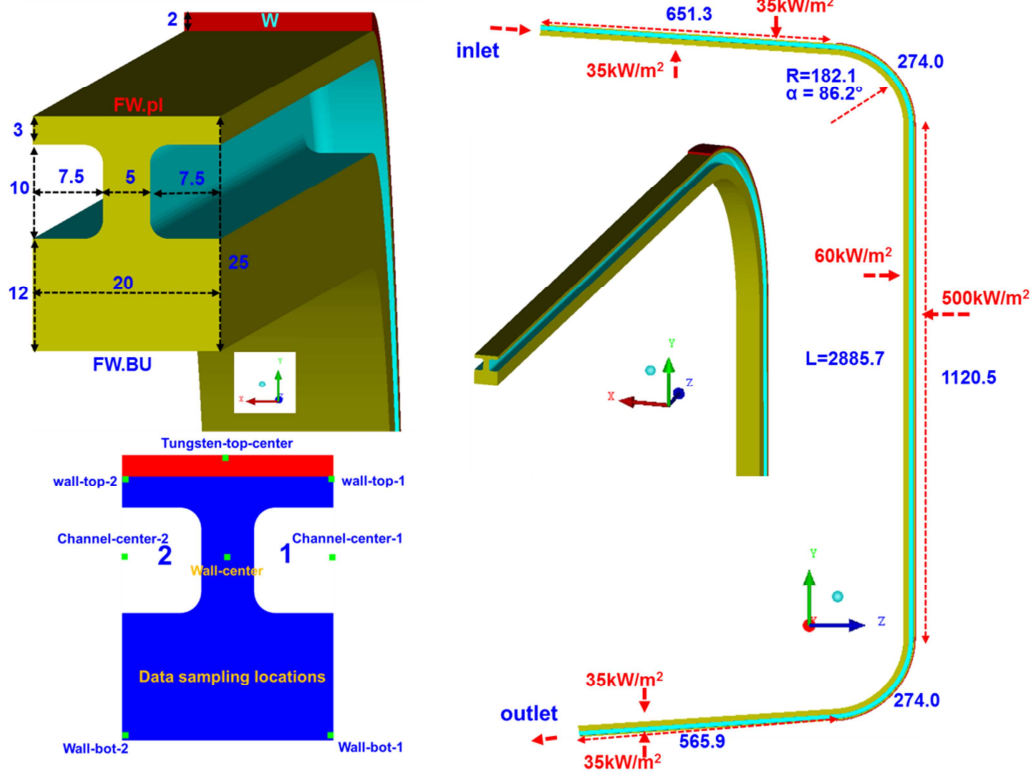 2
W
FW.pl
3
7.5
5
7.5
10
25
12
20
FW.BU
Y
X
Tungsten-top-center
wall-top-2
wall-top-1
Channel-center-2
Channel-center-1
2
1
Wall-center
Data sampling locations
Wall-bot-2
Wall-bot-1
651.3
35kW/m²
inlet
35kW/m²
274.0
R=182.1
α = 86.2°
60kW/m²
500kW/m²
L=2885.7
1120.5
Y
Z
X
Y
Z
X
35kW/m²
274.0
outlet
565.9
35kW/m²